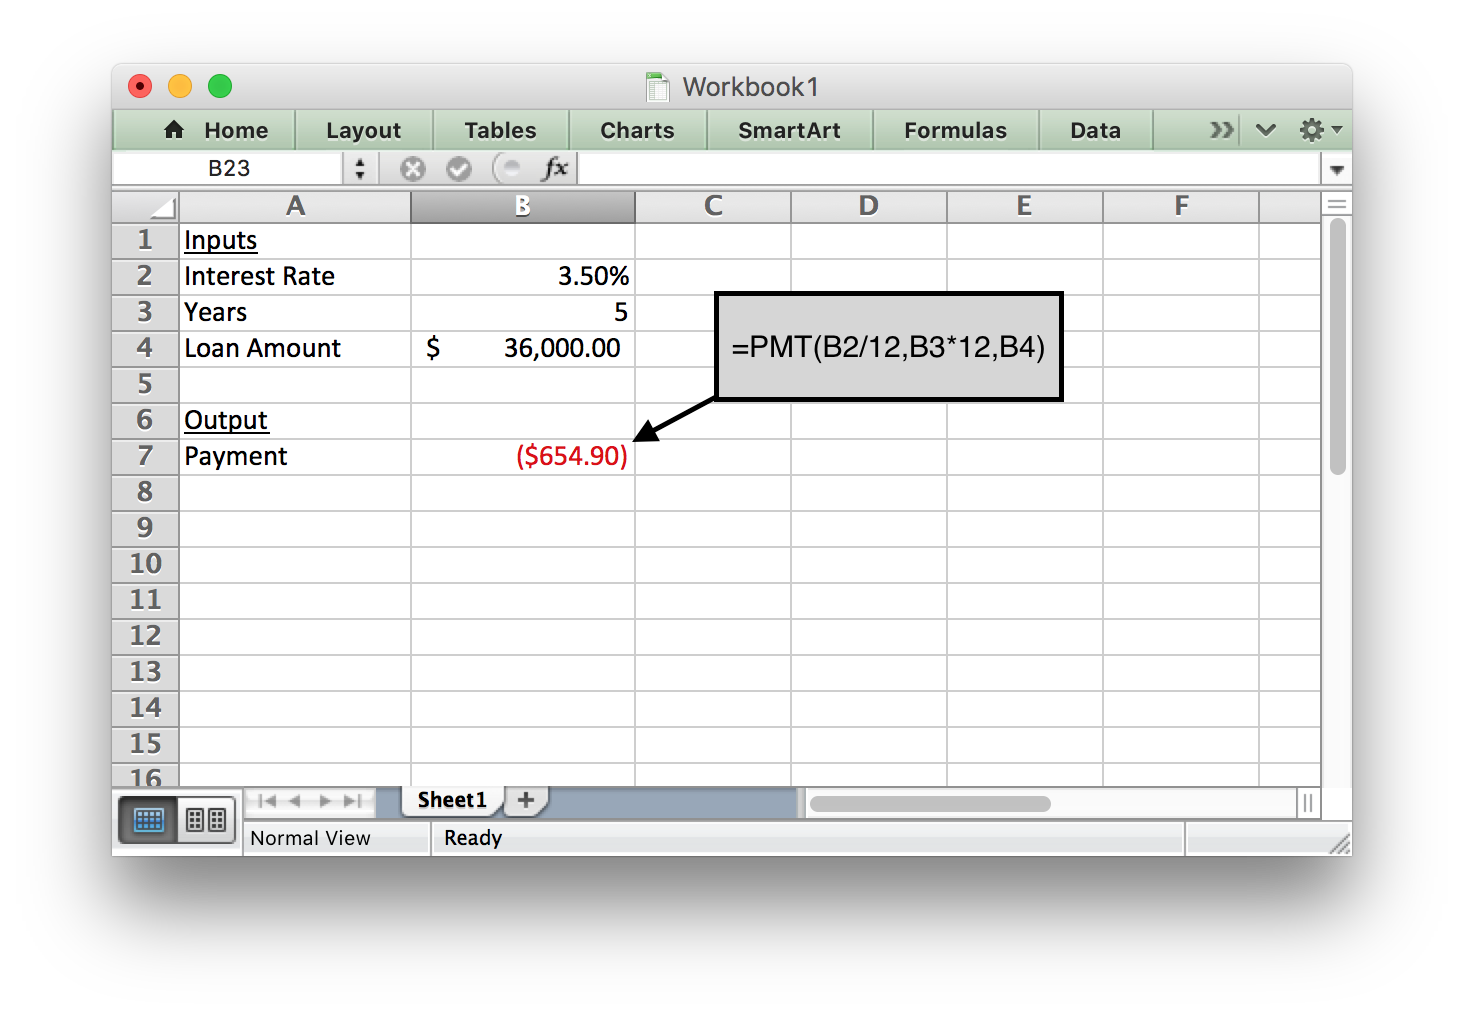 Workbook1
Home Layout Tables Charts SmartArt Formulas Data
B23 fx
A B C D E F
1 Inputs
2 Interest Rate 3.50%
3 Years 5
4 Loan Amount $ 36,000.00
=PMT(B2/12,B3*12,B4)
5
6 Output
7 Payment ($654.90)
8
9
10
11
12
13
14
15
16
Sheet1 +
Normal View Ready